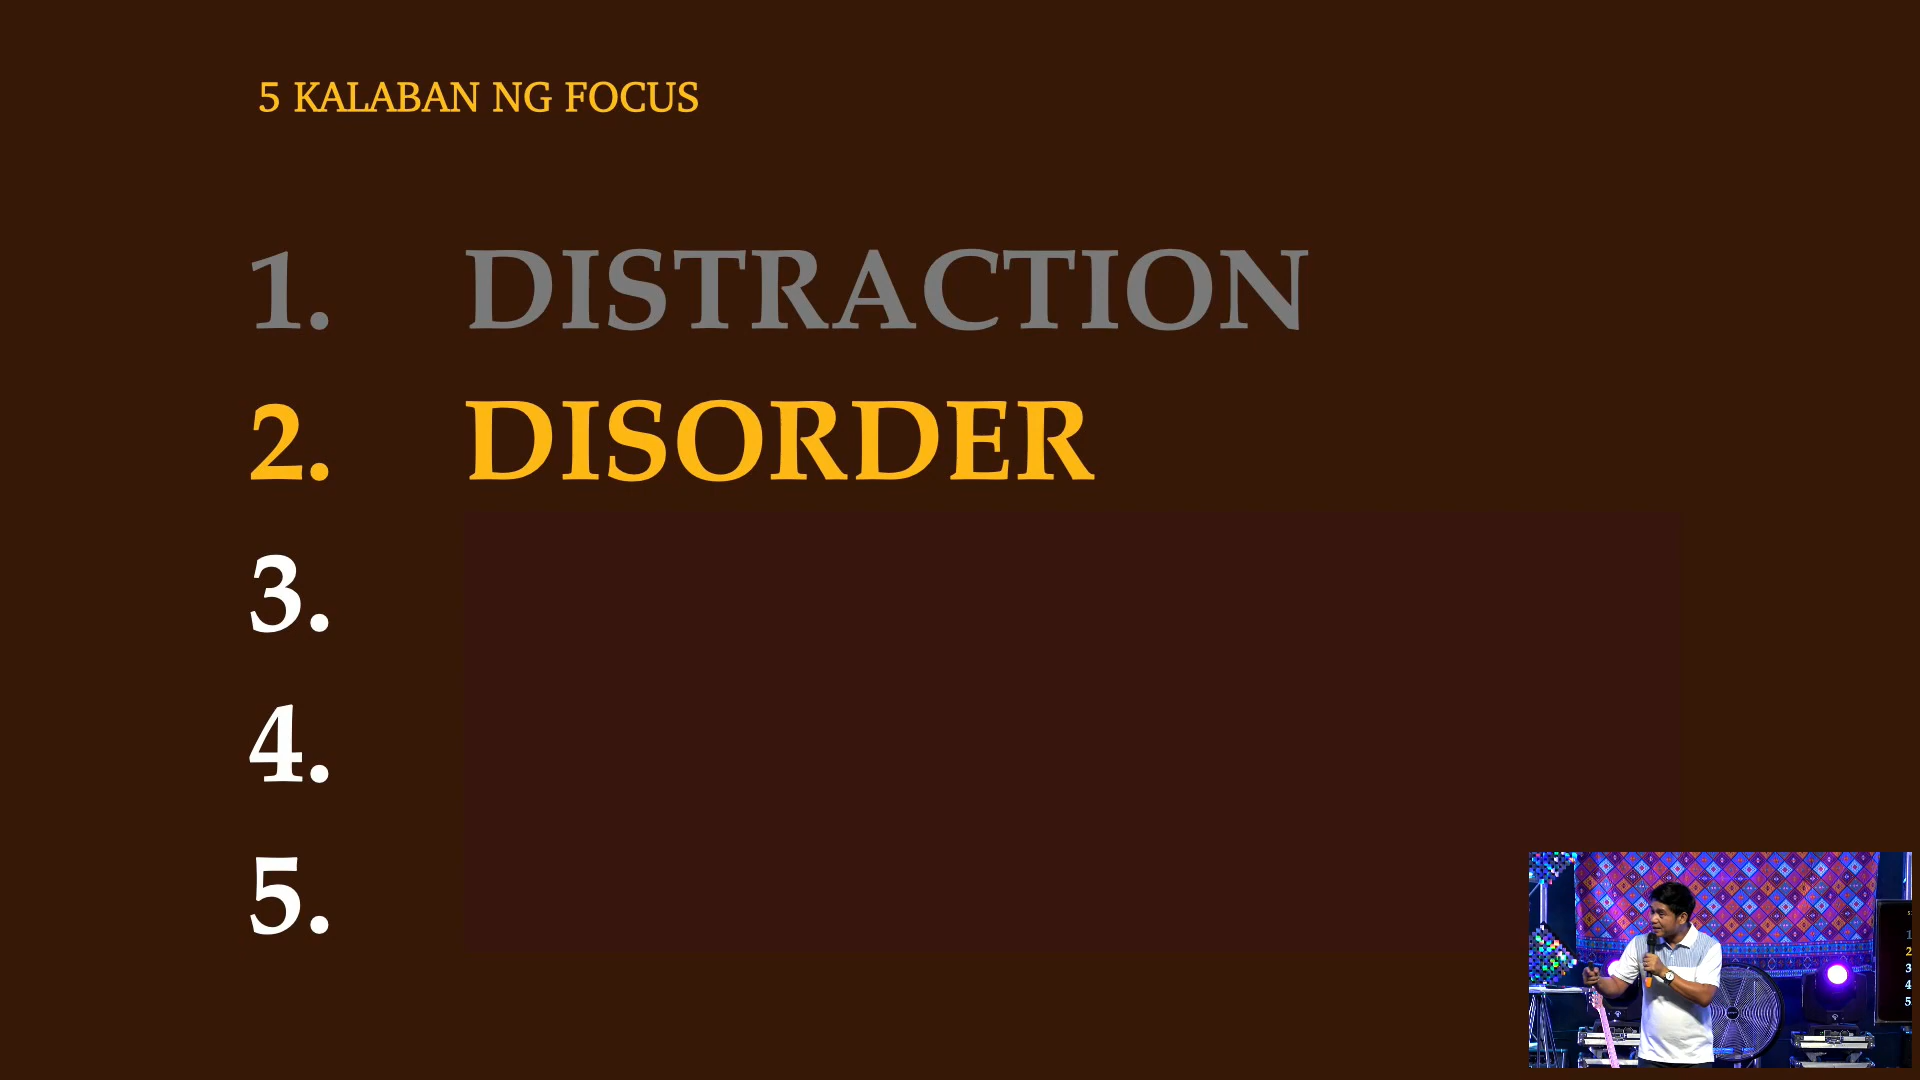 5 KALABAN NG FOCUS
1. DISTRACTION
2. DISORDER
3.
4.
5.